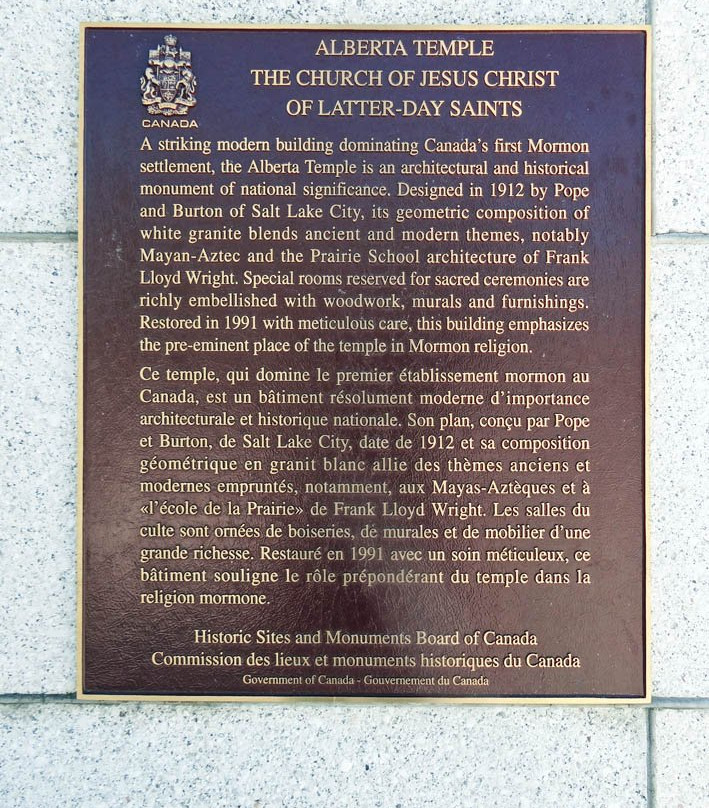 ALBERTA TEMPLE
THE CHURCH OF JESUS CHRIST
OF LATTER-DAY SAINTS
CANADA
A striking modern building dominating Canada's first Mormon
settlement, the Alberta Temple is an architectural and historical
monument of national significance. Designed in 1912 by Pope
and Burton of Salt Lake City, its geometric composition of
white granite blends ancient and modern themes, notably
Mayan-Aztec and the Prairie School architecture of Frank
Lloyd Wright. Special rooms reserved for sacred ceremonies are
richly embellished with woodwork, murals and furnishings.
Restored in 1991 with meticulous care, this building emphasizes
the pre-eminent place of the temple in Mormon religion.
Ce temple, qui domine le premier établissement mormon au
Canada, est un bâtiment résolument moderne d'importance
architecturale et historique nationale. Son plan, conçu par Pope
et Burton, de Salt Lake City, date de 1912 et sa composition
géométrique en granit blanc allie des thèmes anciens et
modernes empruntés, notamment, aux Mayas-Aztèques et à
«l'école de la Prairie» de Frank Lloyd Wright. Les salles du
culte sont ornées de boiseries, de murales et de mobilier d'une
grande richesse. Restauré en 1991 avec un soin méticuleux, ce
bâtiment souligne le rôle prépondérant du temple dans la
religion mormone.
Historic Sites and Monuments Board of Canada
Commission des lieux et monuments historiques du Canada
Government of Canada - Gouvernement du Canada